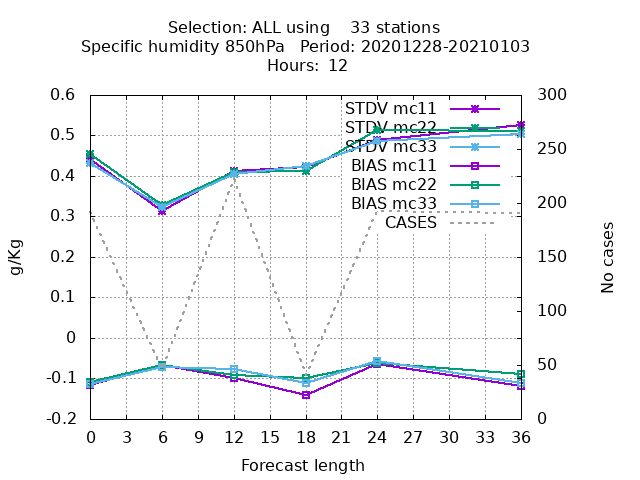 Selection: ALL using    33 stations
Specific humidity 850hPa   Period: 20201228-20210103
Hours: 12
0.6
0.5
0.4
0.3
0.2
0.1
0
-0.1
-0.2
g/Kg
STDV mc11
STDV mc22
STDV mc33
BIAS mc11
BIAS mc22
BIAS mc33
CASES
300
250
200
150
100
50
0
No cases
0 3 6 9 12 15 18 21 24 27 30 33 36
Forecast length